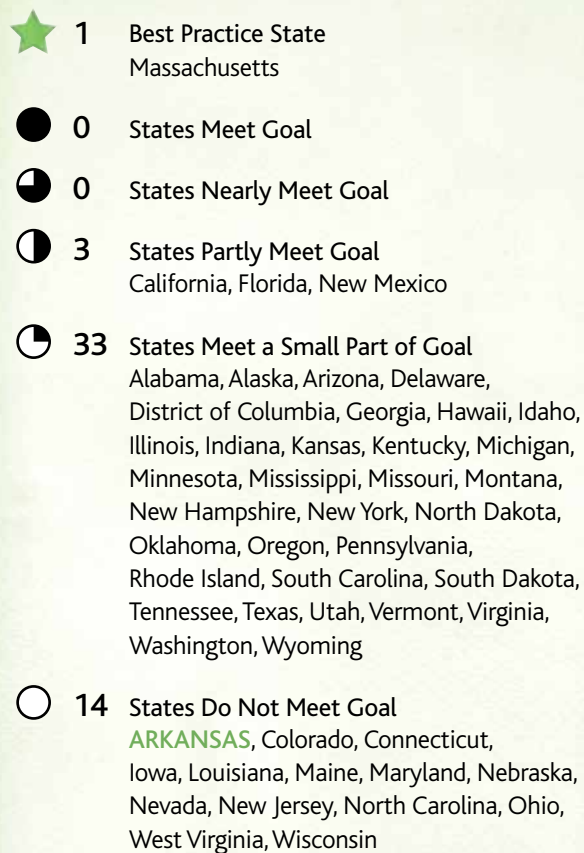 1 Best Practice State
Massachusetts
0 States Meet Goal
0 States Nearly Meet Goal
3 States Partly Meet Goal
California, Florida, New Mexico
33 States Meet a Small Part of Goal
Alabama, Alaska, Arizona, Delaware,
District of Columbia, Georgia, Hawaii, Idaho,
Illinois, Indiana, Kansas, Kentucky, Michigan,
Minnesota, Mississippi, Missouri, Montana,
New Hampshire, New York, North Dakota,
Oklahoma, Oregon, Pennsylvania,
Rhode Island, South Carolina, South Dakota,
Tennessee, Texas, Utah, Vermont, Virginia,
Washington, Wyoming
14 States Do Not Meet Goal
ARKANSAS, Colorado, Connecticut,
Iowa, Louisiana, Maine, Maryland, Nebraska,
Nevada, New Jersey, North Carolina, Ohio,
West Virginia, Wisconsin